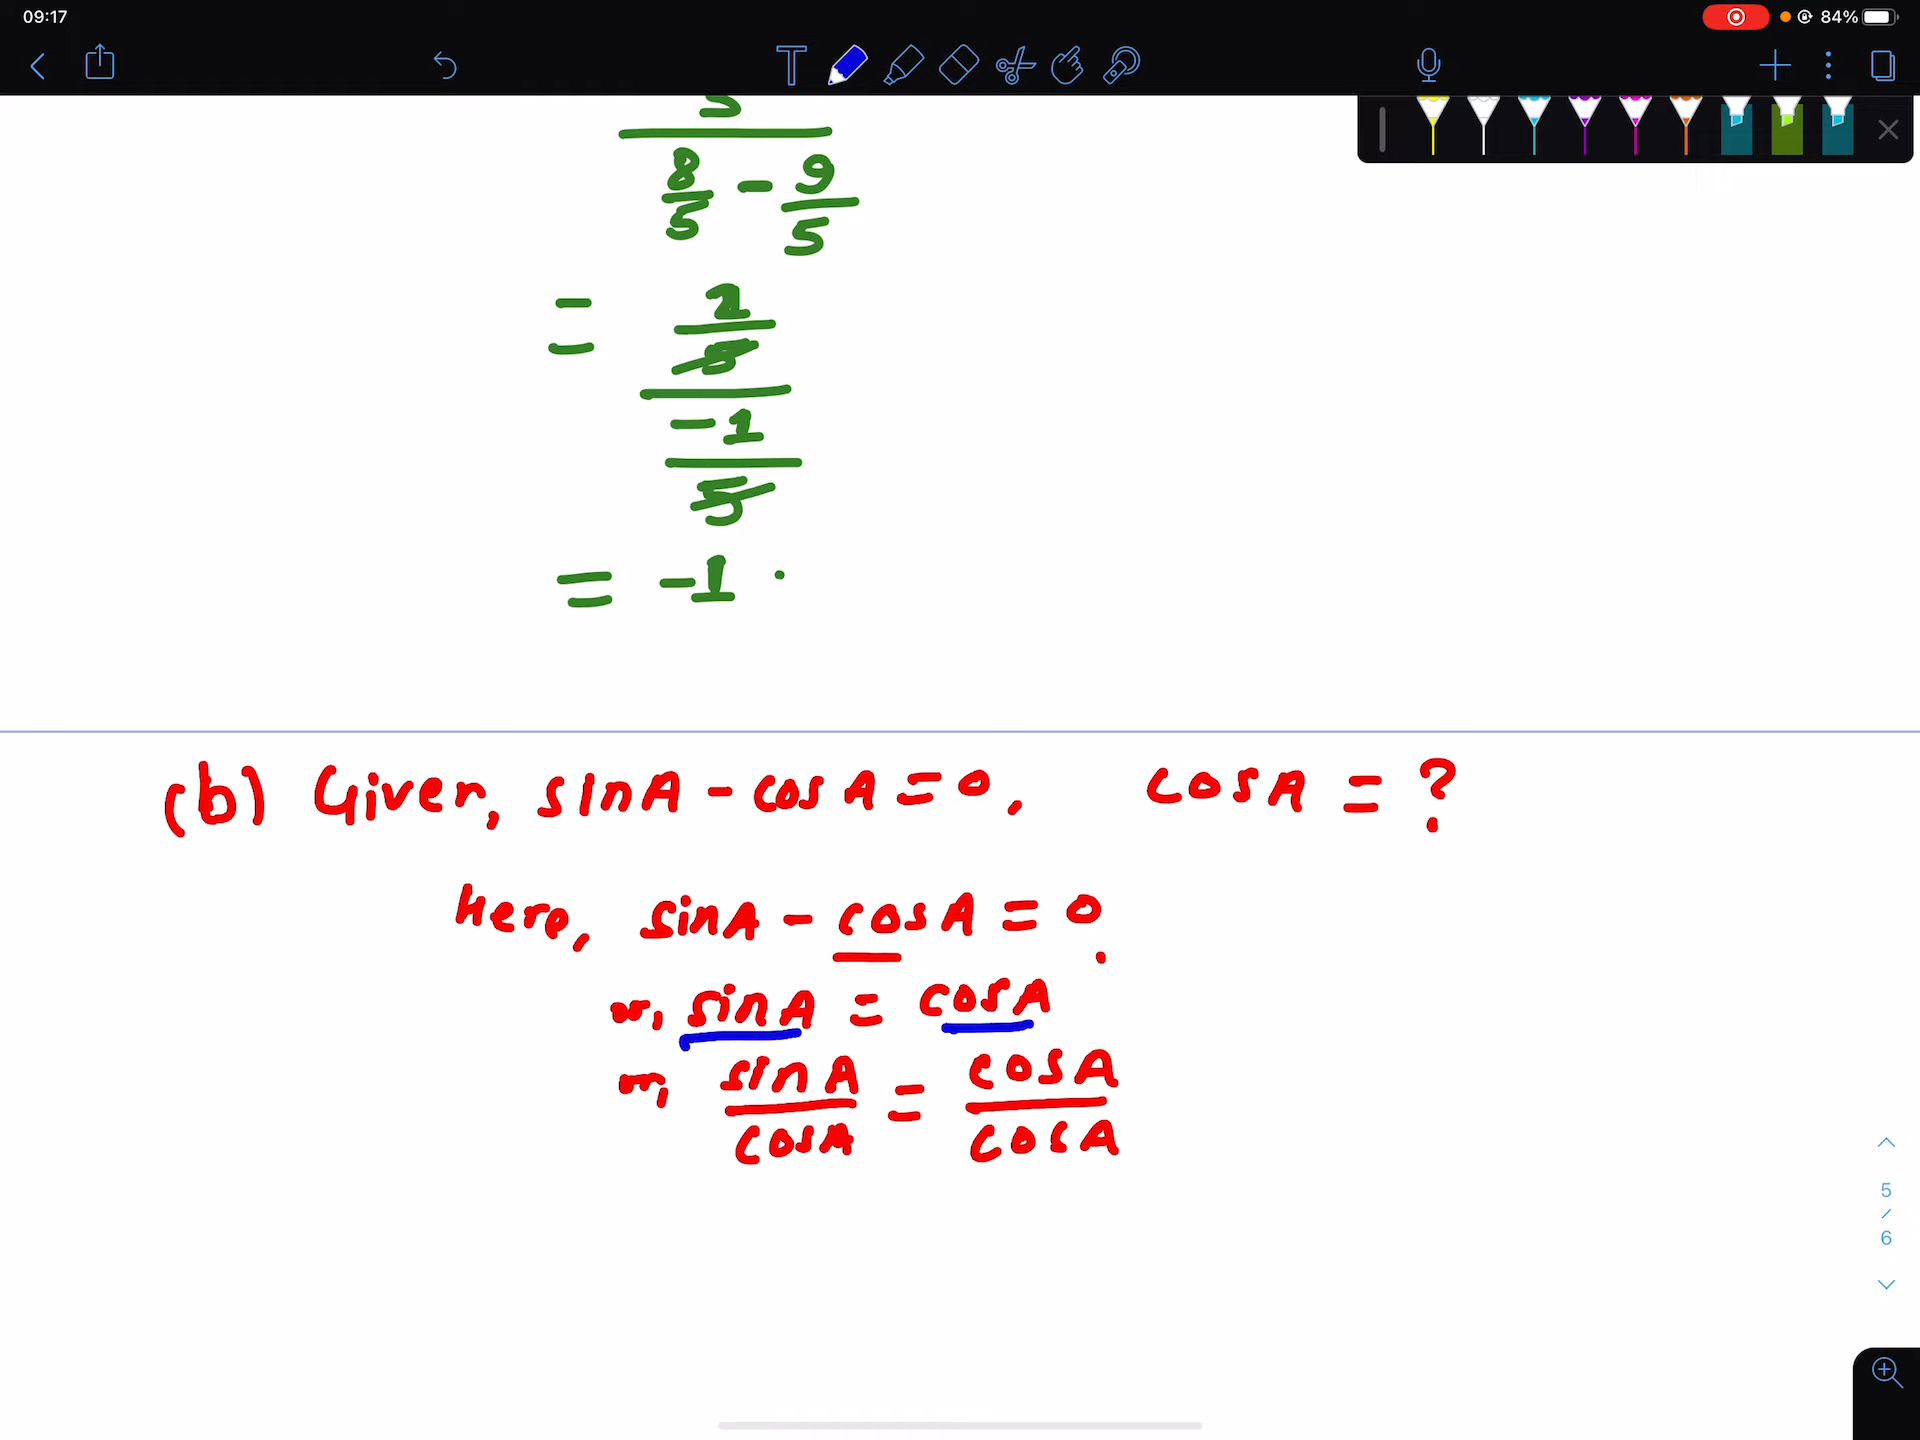 09:17
84%
8/5 - 9/5
= 2/5 / -1/5
= -1 .
(b) Given, sinA - cosA = 0, cosA = ?
Here, sinA - cosA = 0.
or, sinA = cosA
or, sinA/cosA = cosA/cosA
5
/
6